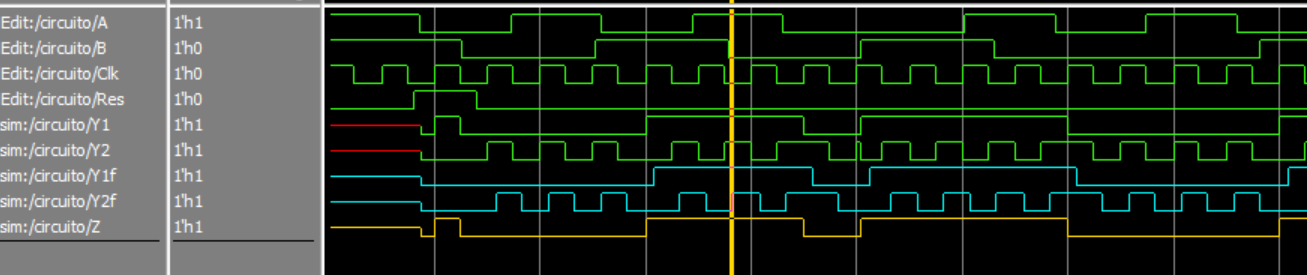 Edit:/circuito/A 1'h1
Edit:/circuito/B 1'h0
Edit:/circuito/Clk 1'h0
Edit:/circuito/Res 1'h0
sim:/circuito/Y1 1'h1
sim:/circuito/Y2 1'h1
sim:/circuito/Y1f 1'h1
sim:/circuito/Y2f 1'h1
sim:/circuito/Z 1'h1